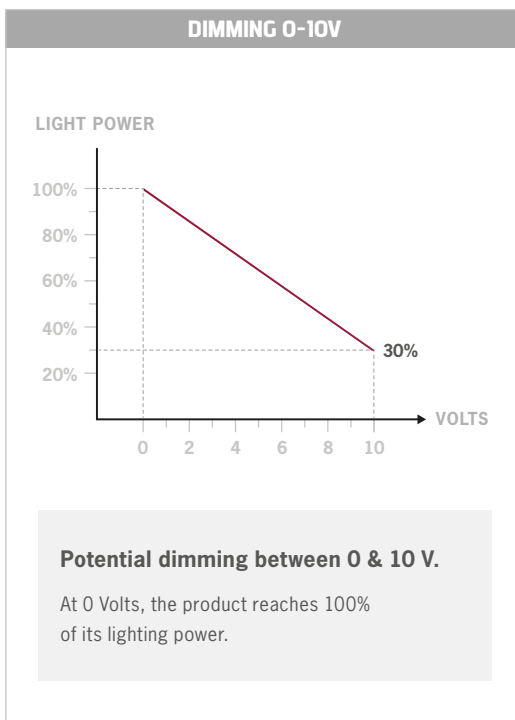 DIMMING 0-10V
LIGHT POWER
100%
80%
60%
40%
20%
30%
VOLTS
0 2 4 6 8 10
Potential dimming between 0 & 10 V.
At 0 Volts, the product reaches 100%
of its lighting power.